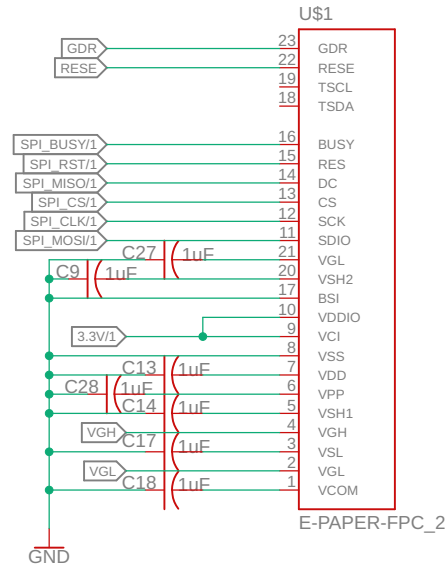 U$1
GDR 23 GDR
RESE 22 RESE
19 TSCL
18 TSDA
SPI_BUSY/1 16 BUSY
SPI_RST/1 15 RES
SPI_MISO/1 14 DC
SPI_CS/1 13 CS
SPI_CLK/1 12 SCK
SPI_MOSI/1 11 SDIO
C27 1uF 21 VGL
C9 1uF 20 VSH2
17 BSI
10 VDDIO
3.3V/1 9 VCI
8 VSS
C13 1uF 7 VDD
C28 1uF 6 VPP
C14 1uF 5 VSH1
VGH 4 VGH
C17 1uF 3 VSL
VGL 2 VGL
C18 1uF 1 VCOM
E-PAPER-FPC_2
GND